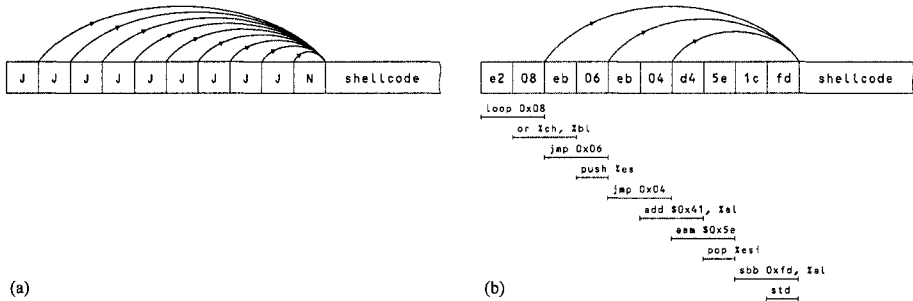 J J J J J J J J J N shellcode
e2 08 eb 06 eb 04 d4 5e 1c fd shellcode
loop 0x08
or %ch, %bl
jmp 0x06
push %es
jmp 0x04
add $0x41, %al
aam $0x5e
pop %esi
sbb 0xfd, %al
std
(a)
(b)